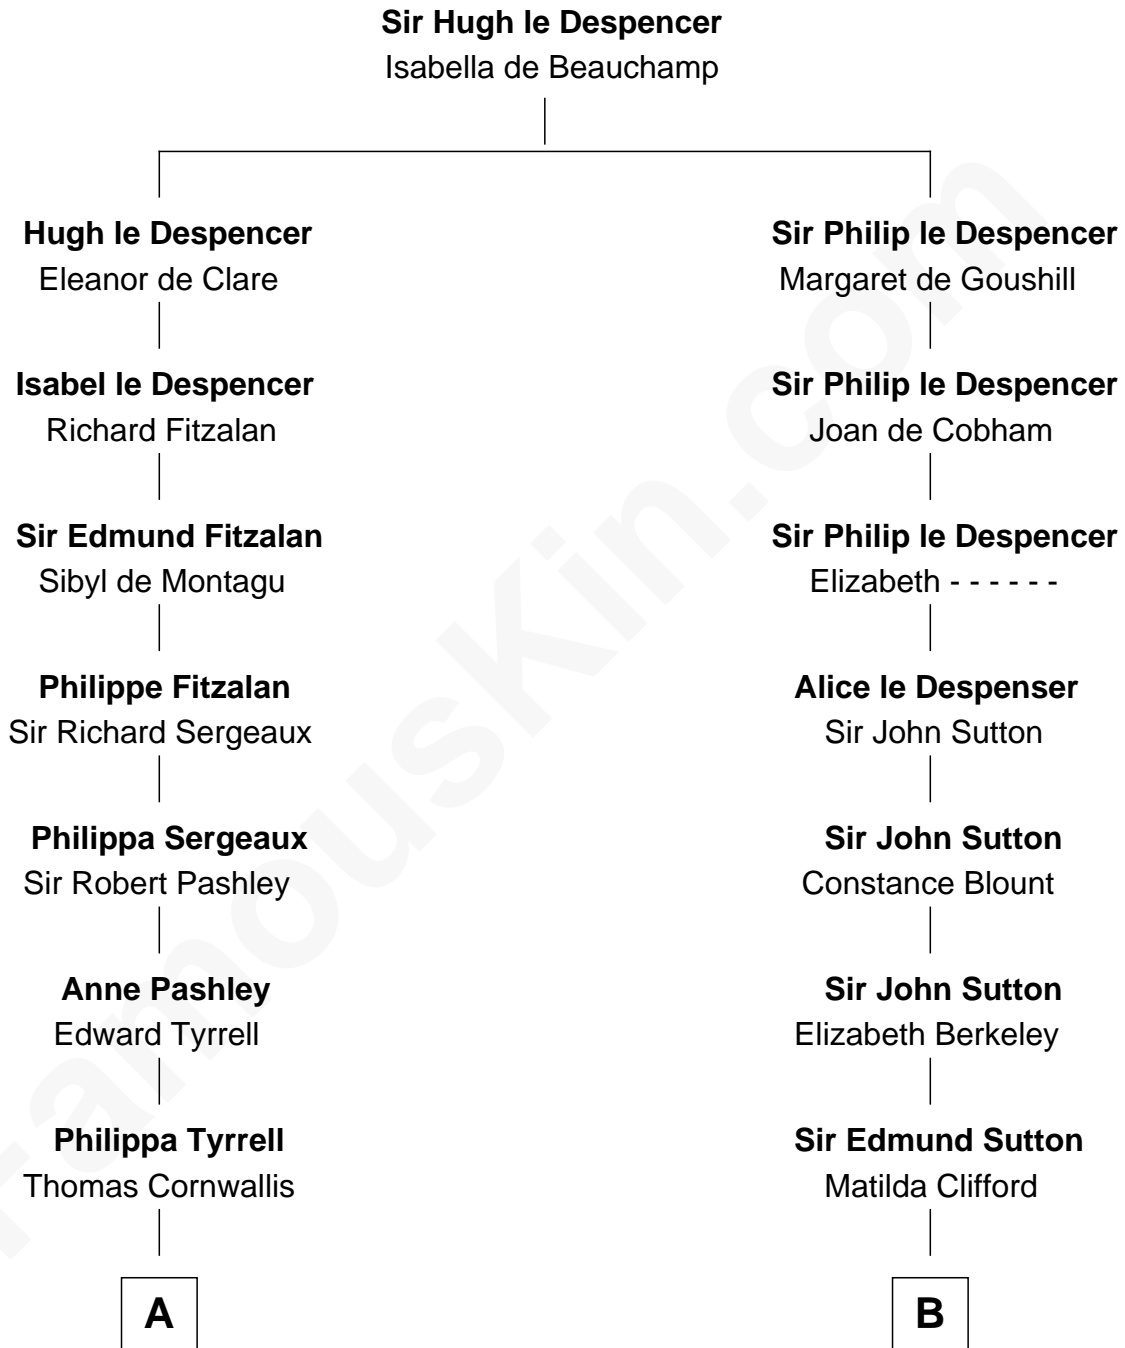 Sir Hugh le Despencer
Isabella de Beauchamp
Hugh le Despencer
Eleanor de Clare
Sir Philip le Despencer
Margaret de Goushill
Isabel le Despencer
Richard Fitzalan
Sir Philip le Despencer
Joan de Cobham
Sir Edmund Fitzalan
Sibyl de Montagu
Sir Philip le Despencer
Elizabeth - - - - - -
Philippe Fitzalan
Sir Richard Sergeaux
Alice le Despenser
Sir John Sutton
Philippa Sergeaux
Sir Robert Pashley
Sir John Sutton
Constance Blount
Anne Pashley
Edward Tyrrell
Sir John Sutton
Elizabeth Berkeley
Philippa Tyrrell
Thomas Cornwallis
Sir Edmund Sutton
Matilda Clifford
A
B
FamousKin.com